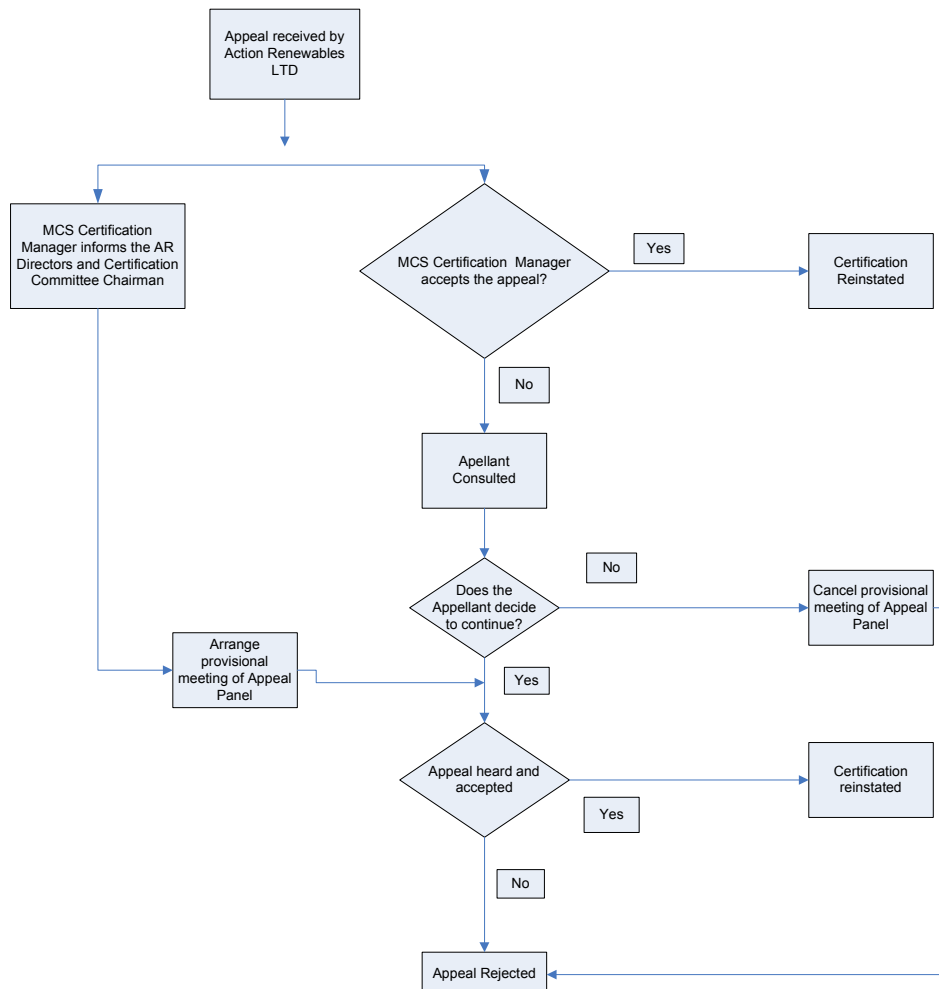 Appeal received by
Action Renewables
LTD
MCS Certification
Manager informs the AR
Directors and Certification
Committee Chairman
MCS Certification  Manager
accepts the appeal?
Yes
Certification
Reinstated
No
Apellant
Consulted
Does the
Appellant decide
to continue?
No
Cancel provisional
meeting of Appeal
Panel
Arrange
provisional
meeting of Appeal
Panel
Yes
Appeal heard and
accepted
Yes
Certification
reinstated
No
Appeal Rejected